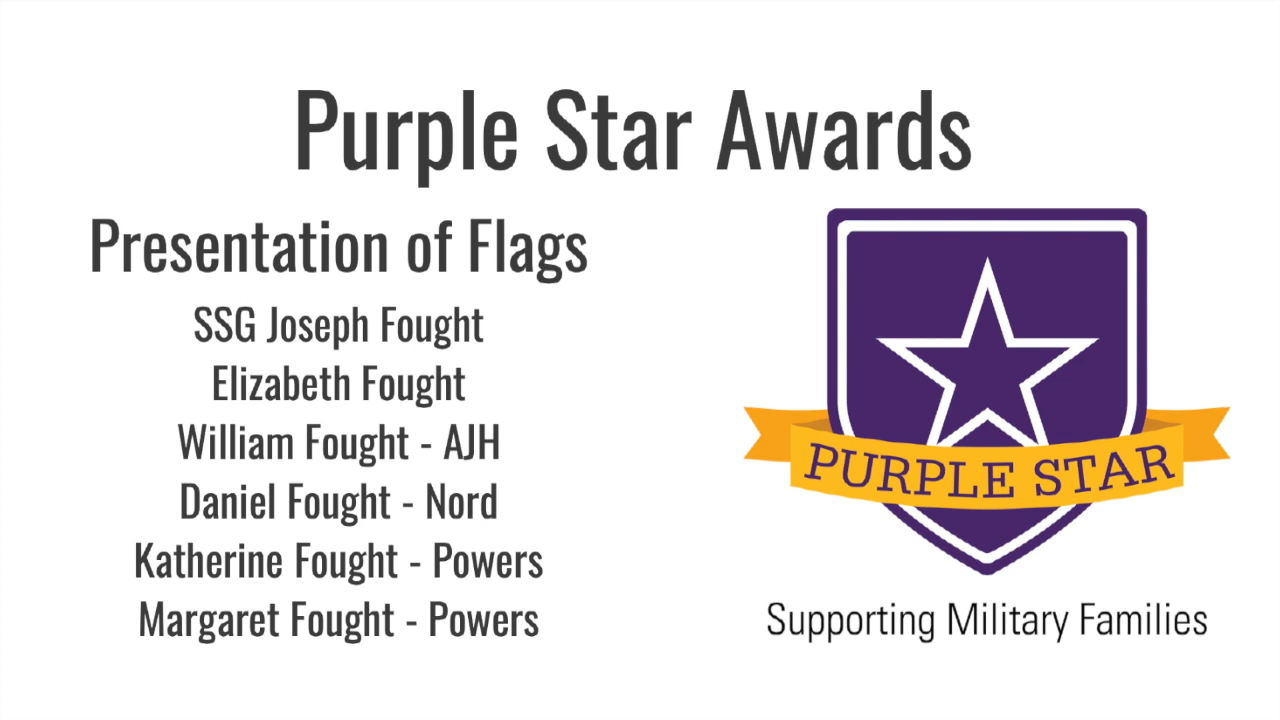 Purple Star Awards
Presentation of Flags
SSG Joseph Fought
Elizabeth Fought
William Fought - AJH
Daniel Fought - Nord
Katherine Fought - Powers
Margaret Fought - Powers
PURPLE STAR
Supporting Military Families